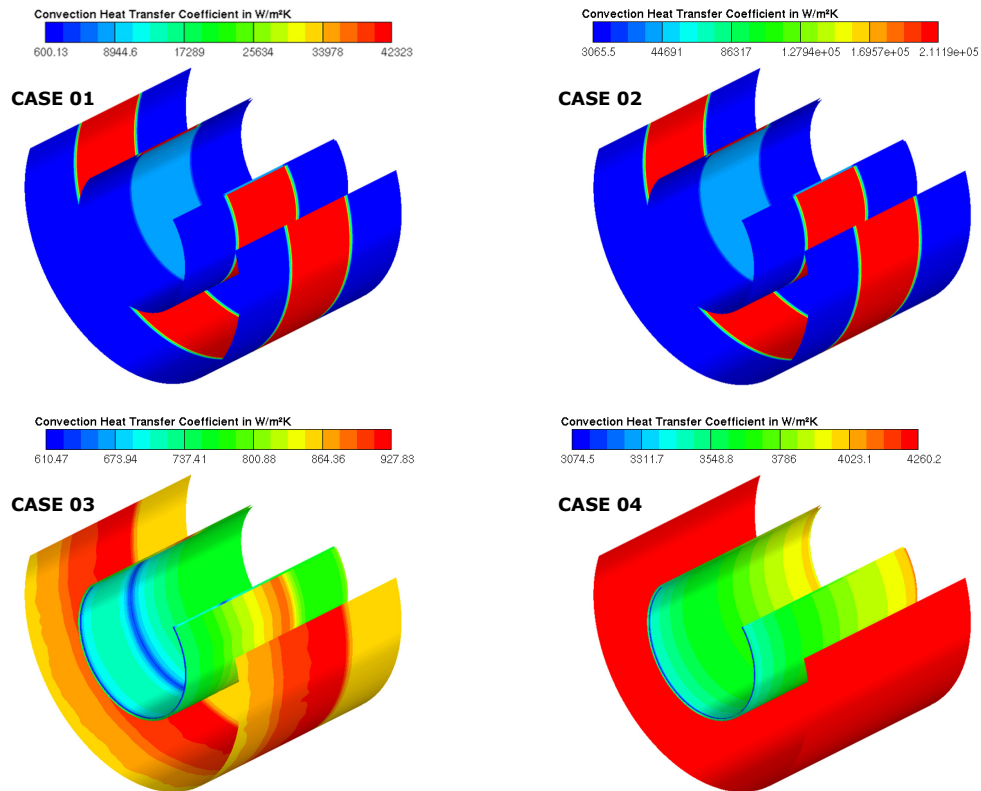 Convection Heat Transfer Coefficient in W/m²K
600.13 8944.6 17289 25634 33978 42323
CASE 01
Convection Heat Transfer Coefficient in W/m²K
3065.5 44691 86317 1.2794e+05 1.6957e+05 2.1119e+05
CASE 02
Convection Heat Transfer Coefficient in W/m²K
610.47 673.94 737.41 800.88 864.36 927.83
CASE 03
Convection Heat Transfer Coefficient in W/m²K
3074.5 3311.7 3548.8 3786 4023.1 4260.2
CASE 04